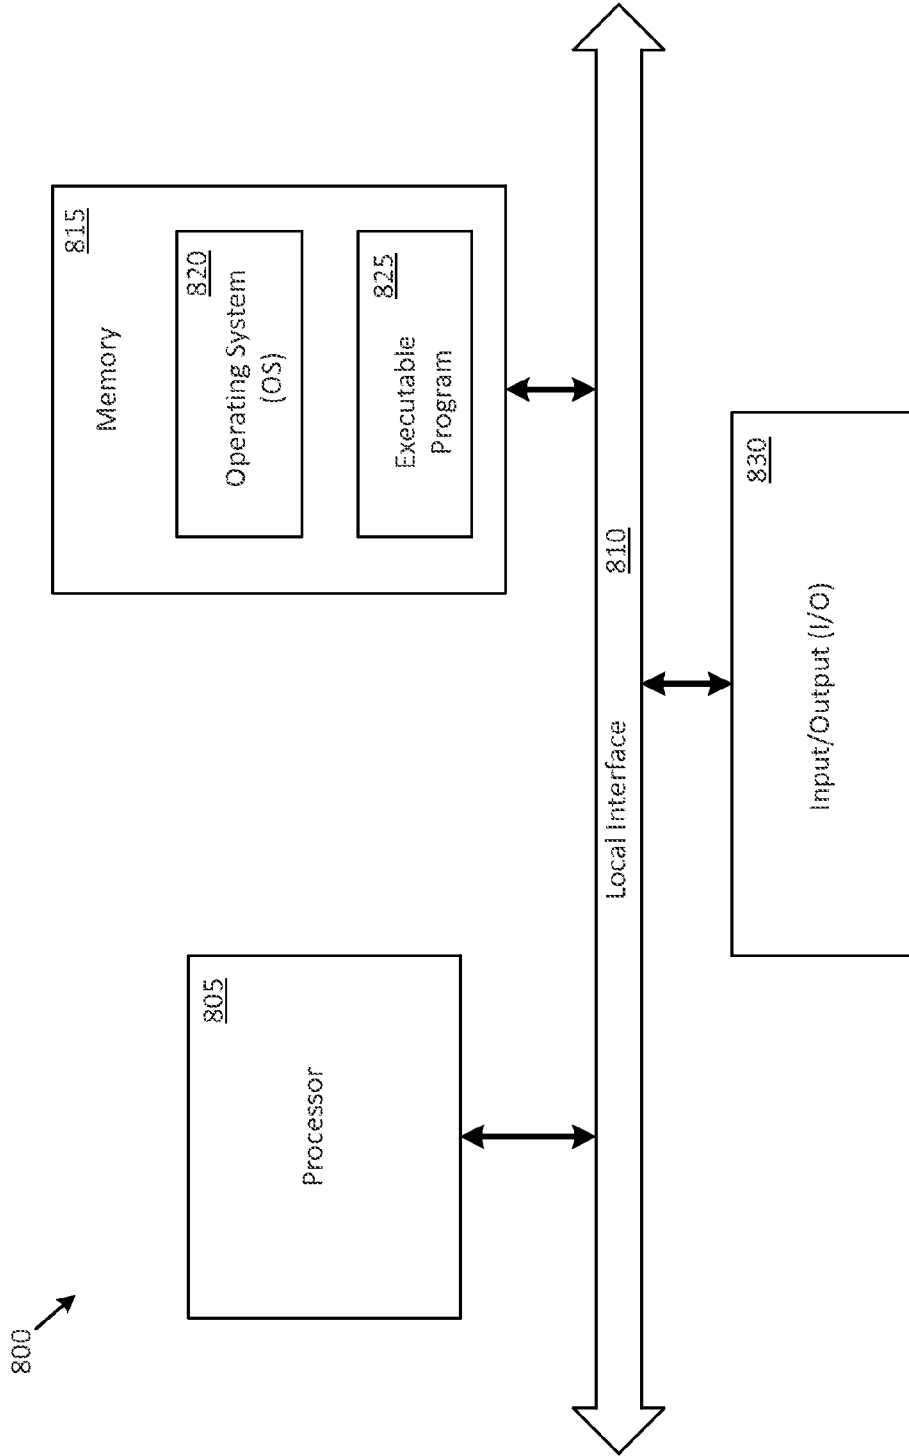 800
805
Processor
815
Memory
820
Operating System
(OS)
825
Executable
Program
Local Interface
810
830
Input/Output (I/O)